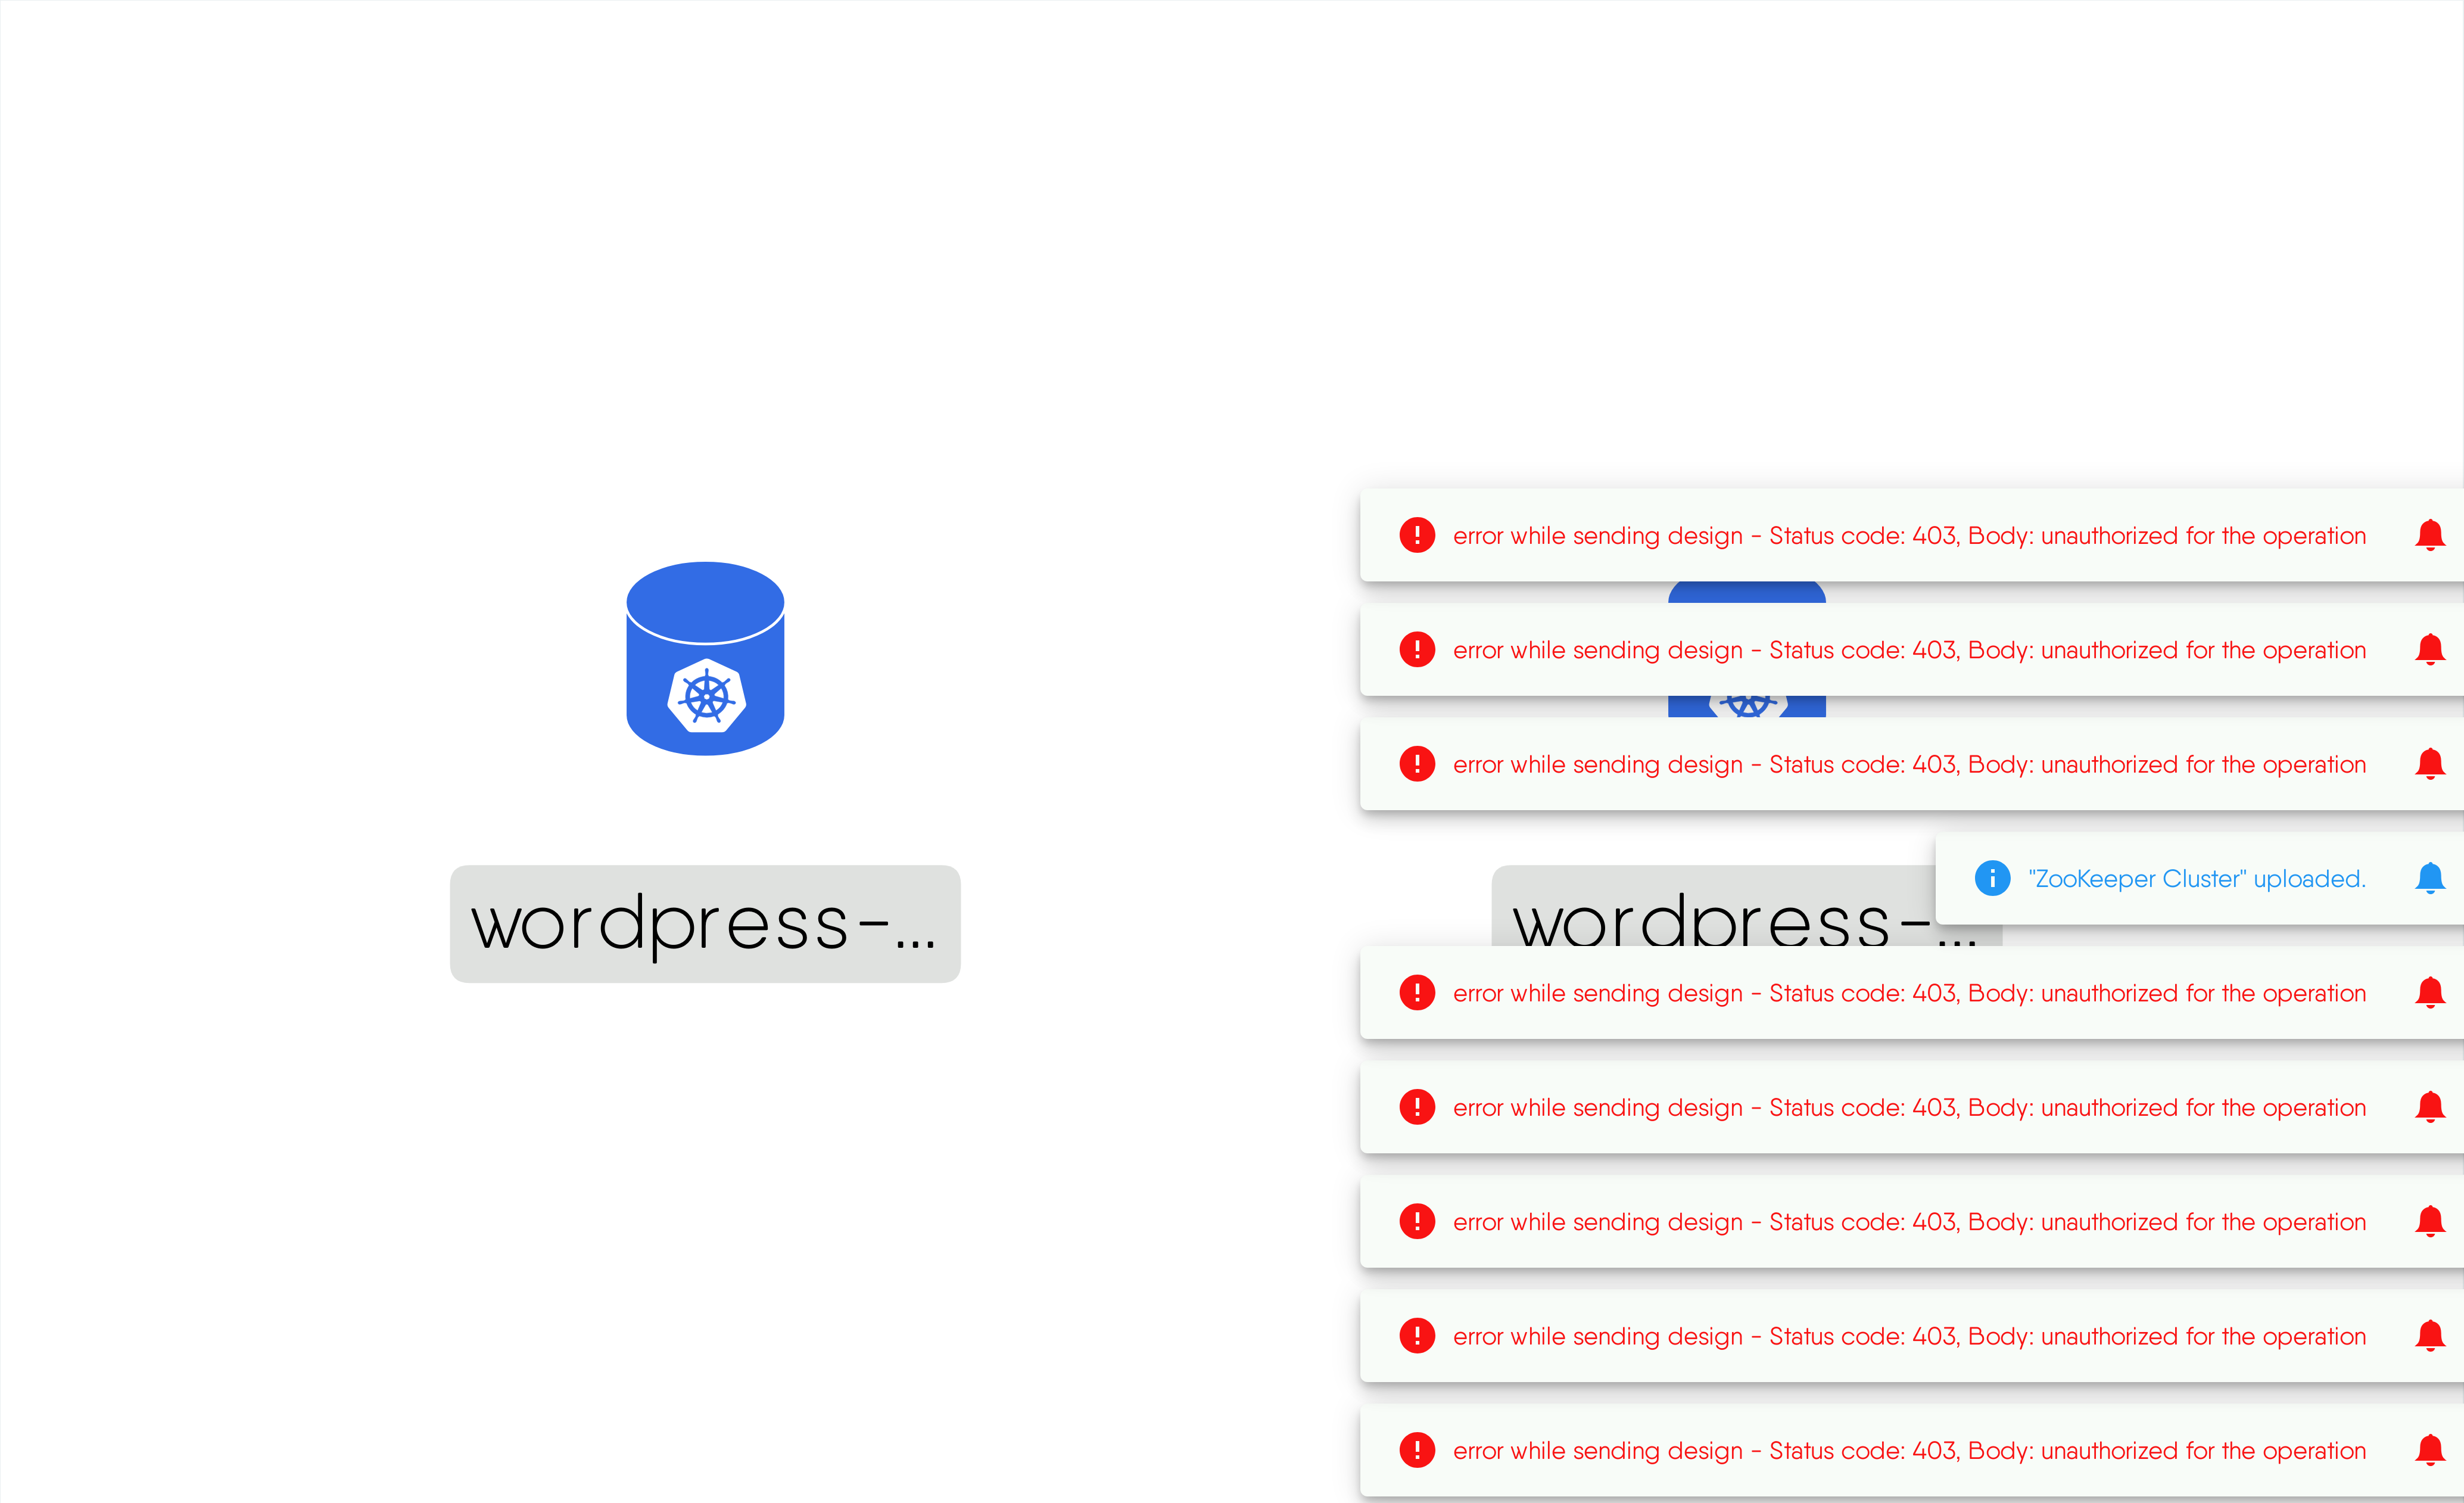 error while sending design - Status code: 403, Body: unauthorized for the operation
error while sending design - Status code: 403, Body: unauthorized for the operation
error while sending design - Status code: 403, Body: unauthorized for the operation
"ZooKeeper Cluster" uploaded.
wordpress-...
wordpress-...
error while sending design - Status code: 403, Body: unauthorized for the operation
error while sending design - Status code: 403, Body: unauthorized for the operation
error while sending design - Status code: 403, Body: unauthorized for the operation
error while sending design - Status code: 403, Body: unauthorized for the operation
error while sending design - Status code: 403, Body: unauthorized for the operation